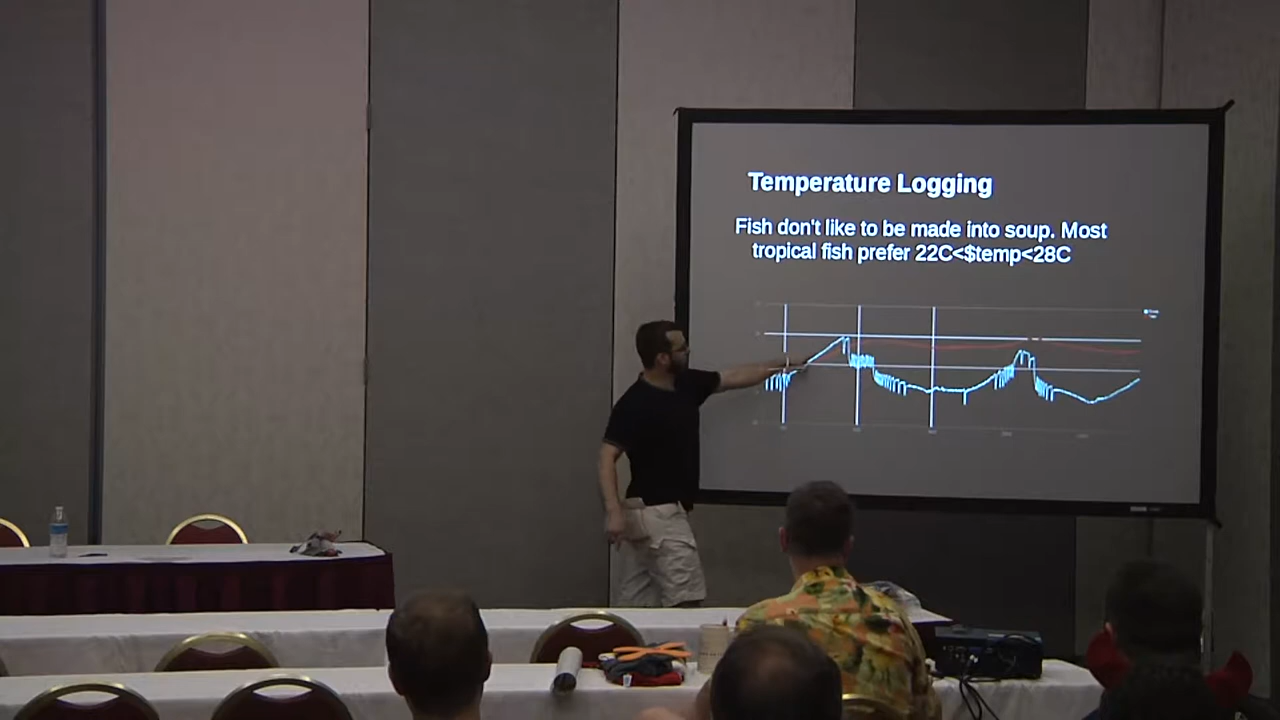 Temperature Logging
Fish don't like to be made into soup. Most
tropical fish prefer 22C<$temp<28C